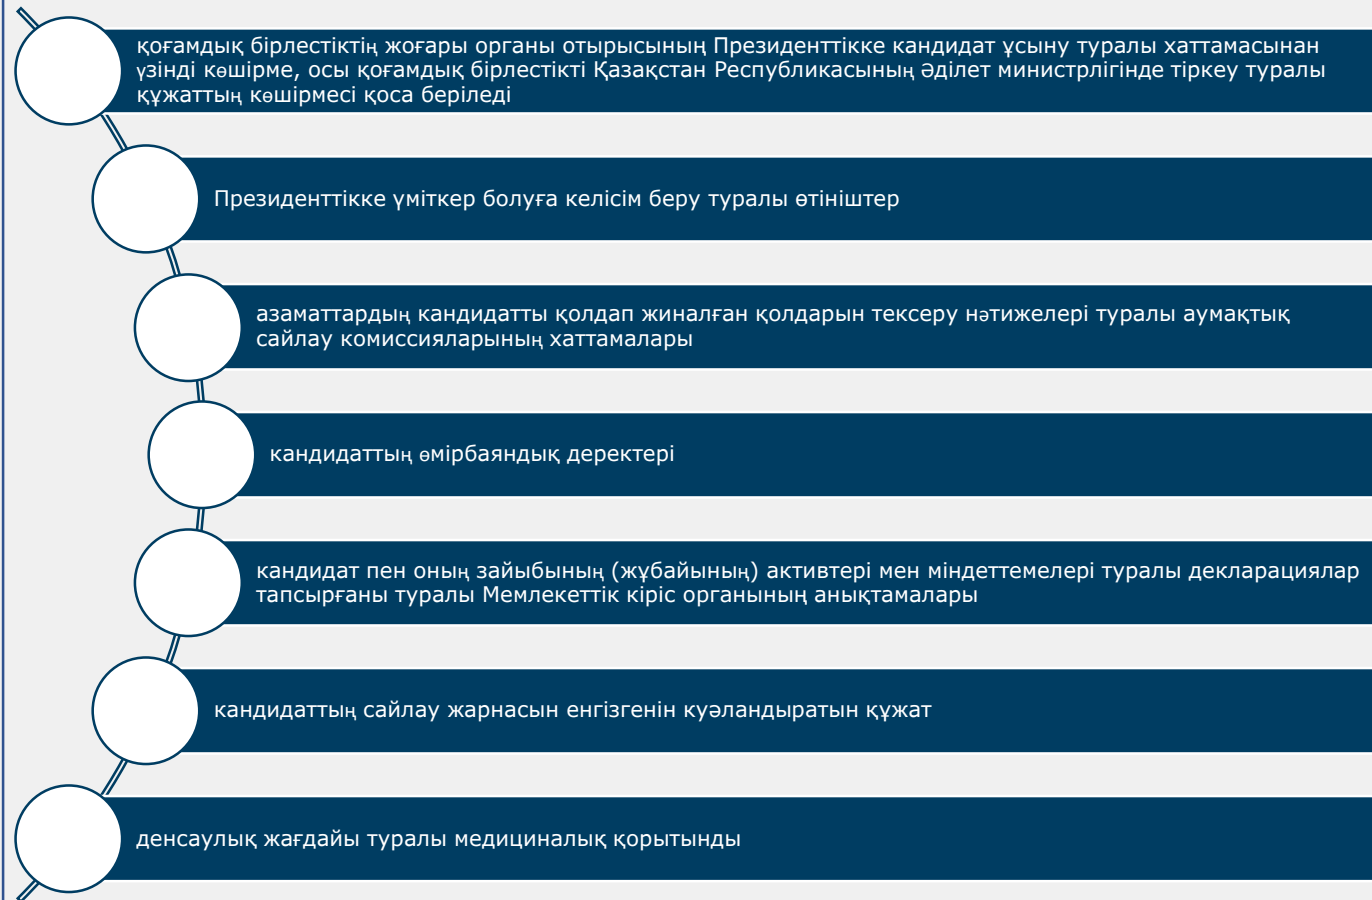 қоғамдық бірлестіктің жоғары органы отырысының Президенттікке кандидат ұсыну туралы хаттамасынан
үзінді көшірме, осы қоғамдық бірлестікті Қазақстан Республикасының Әділет министрлігінде тіркеу туралы
құжаттың көшірмесі қоса беріледі
Президенттікке үміткер болуға келісім беру туралы өтініштер
азаматтардың кандидатты қолдап жиналған қолдарын тексеру нәтижелері туралы аумақтық
сайлау комиссияларының хаттамалары
кандидаттың өмірбаяндық деректері
кандидат пен оның зайыбының (жұбайының) активтері мен міндеттемелері туралы декларациялар
тапсырғаны туралы Мемлекеттік кіріс органының анықтамалары
кандидаттың сайлау жарнасын енгізгенін куәландыратын құжат
денсаулық жағдайы туралы медициналық қорытынды